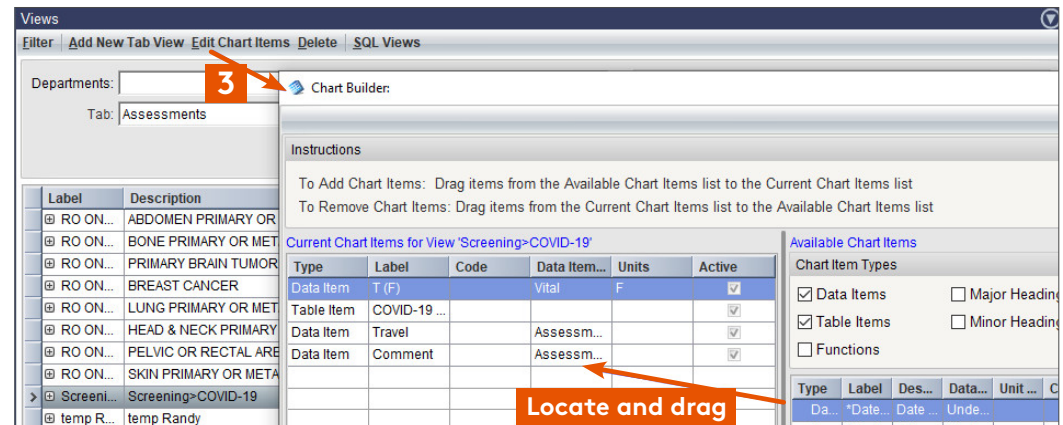 Views
Filter Add New Tab View Edit Chart Items Delete SQL Views
Departments:
3
Chart Builder:
Tab: Assessments
Instructions
To Add Chart Items: Drag items from the Available Chart Items list to the Current Chart Items list
To Remove Chart Items: Drag items from the Current Chart Items list to the Available Chart Items list
Label Description
RO ON... ABDOMEN PRIMARY OR
RO ON... BONE PRIMARY OR MET
RO ON... PRIMARY BRAIN TUMOR
RO ON... BREAST CANCER
RO ON... LUNG PRIMARY OR MET
RO ON... HEAD & NECK PRIMARY
RO ON... PELVIC OR RECTAL ARE
RO ON... SKIN PRIMARY OR META
Screeni... Screening>COVID-19
temp R... temp Randy
Current Chart Items for View 'Screening>COVID-19'
Type Label Code Data Item... Units Active
Data Item T (F) Vital F
Table Item COVID-19 ...
Data Item Travel Assessm...
Data Item Comment Assessm...
Locate and drag
Available Chart Items
Chart Item Types
Data Items Major Heading
Table Items Minor Heading
Functions
Type Label Des... Data... Unit ... C
Da... *Date... Date ... Unde...